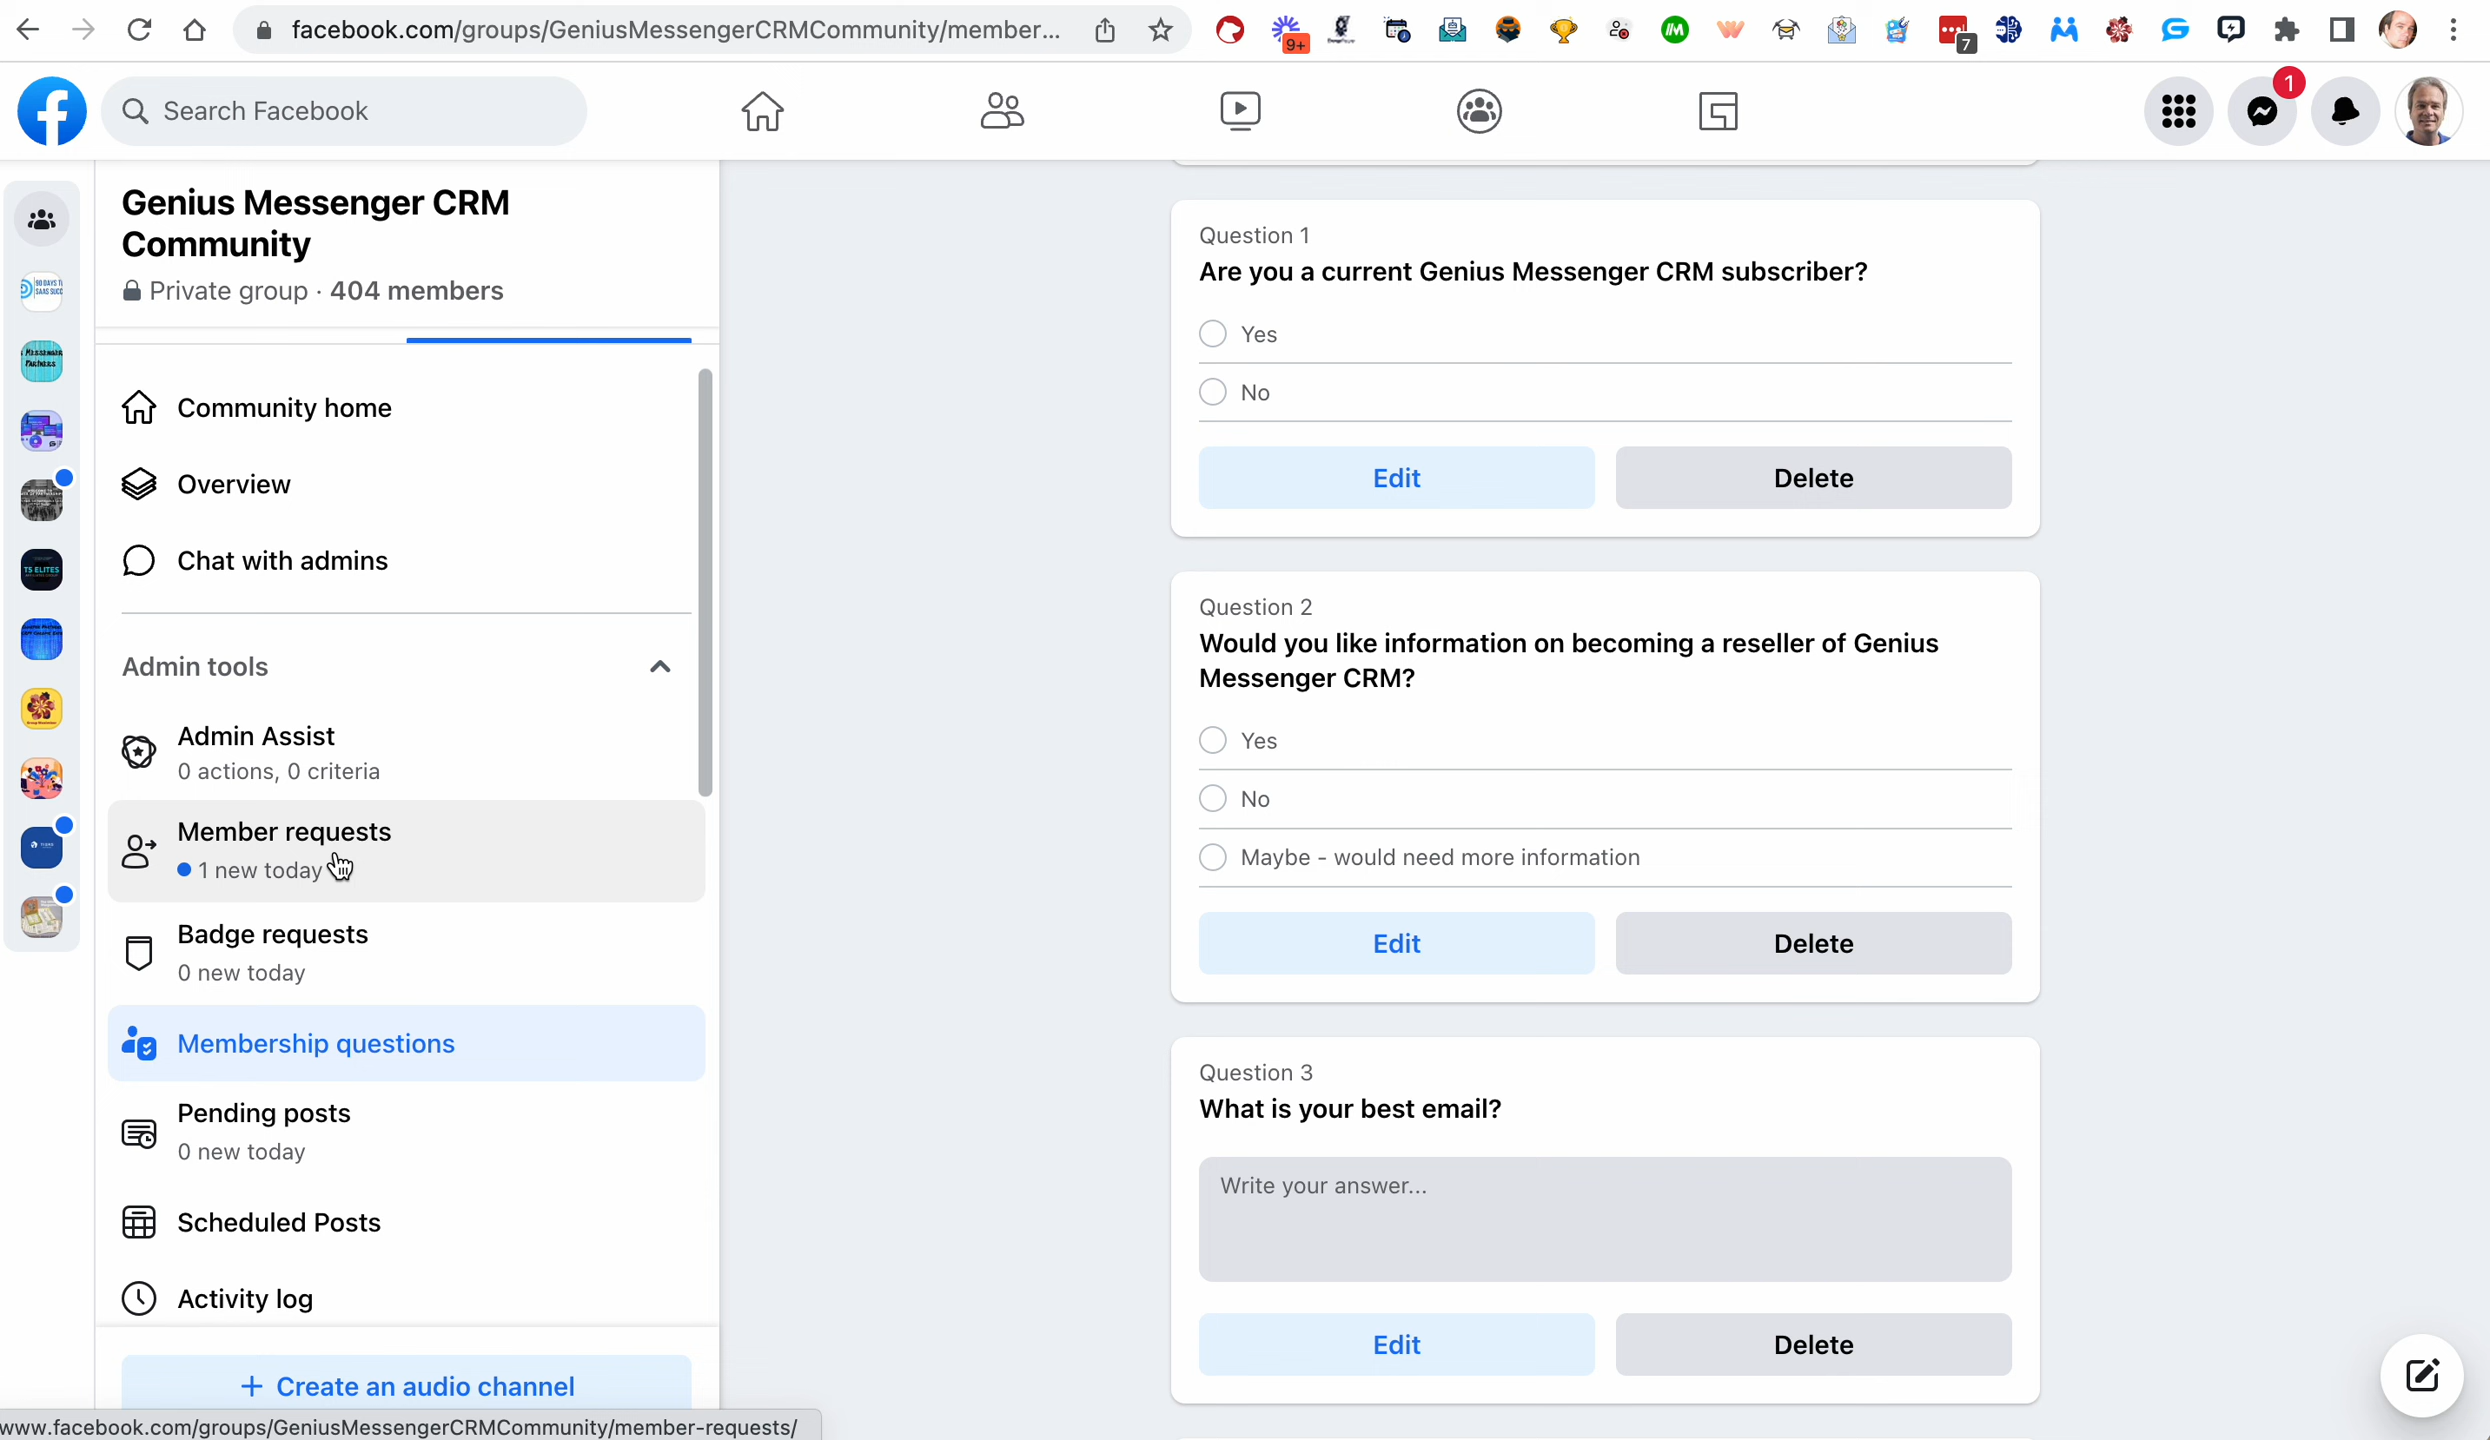 facebook.com/groups/GeniusMessengerCRMCommunity/member...
9+
7
Search Facebook
1
Genius Messenger CRM
Community
Private group · 404 members
Community home
Overview
Chat with admins
Admin tools
Admin Assist
0 actions, 0 criteria
Member requests
1 new today
Badge requests
0 new today
Membership questions
Pending posts
0 new today
Scheduled Posts
Activity log
+ Create an audio channel
www.facebook.com/groups/GeniusMessengerCRMCommunity/member-requests/
TS ELITES
Question 1
Are you a current Genius Messenger CRM subscriber?
Yes
No
Edit
Delete
Question 2
Would you like information on becoming a reseller of Genius
Messenger CRM?
Yes
No
Maybe - would need more information
Edit
Delete
Question 3
What is your best email?
Write your answer...
Edit
Delete